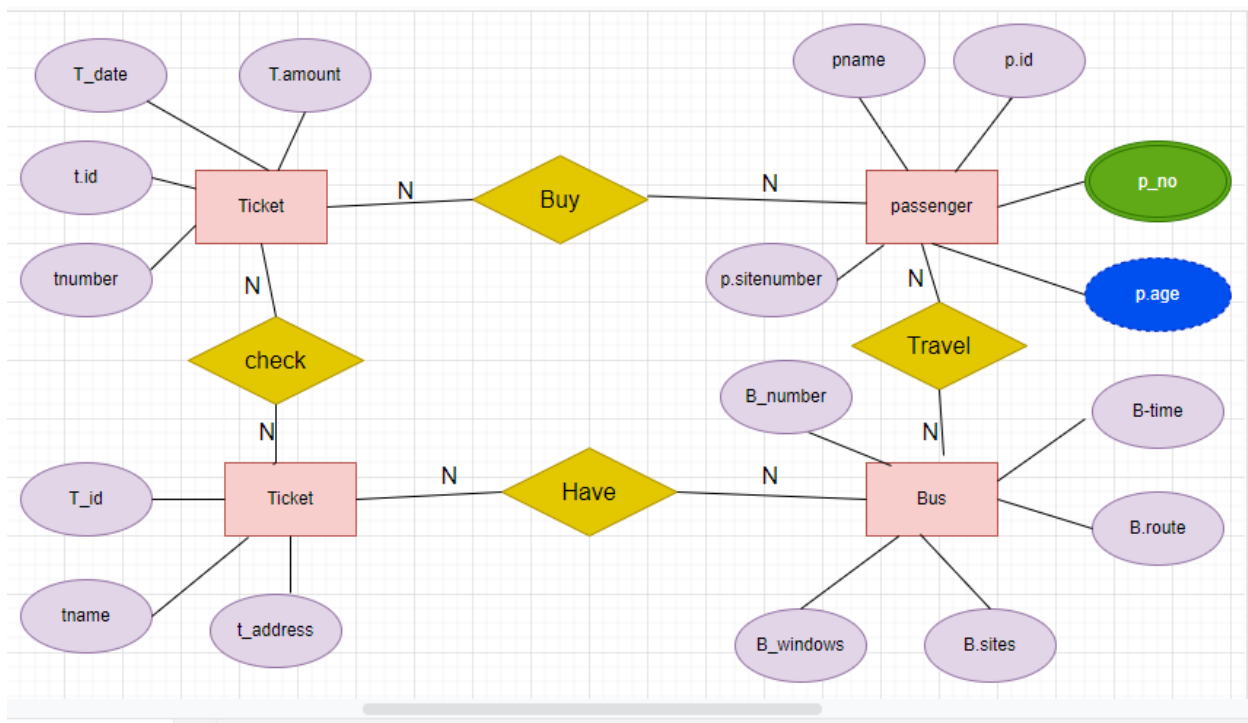 T_date
T.amount
pname
p.id
t.id
Ticket
N
Buy
N
passenger
p_no
tnumber
N
p.sitenumber
N
p.age
check
Travel
B_number
B-time
N
N
T_id
Ticket
N
Have
N
Bus
B.route
tname
t_address
B_windows
B.sites